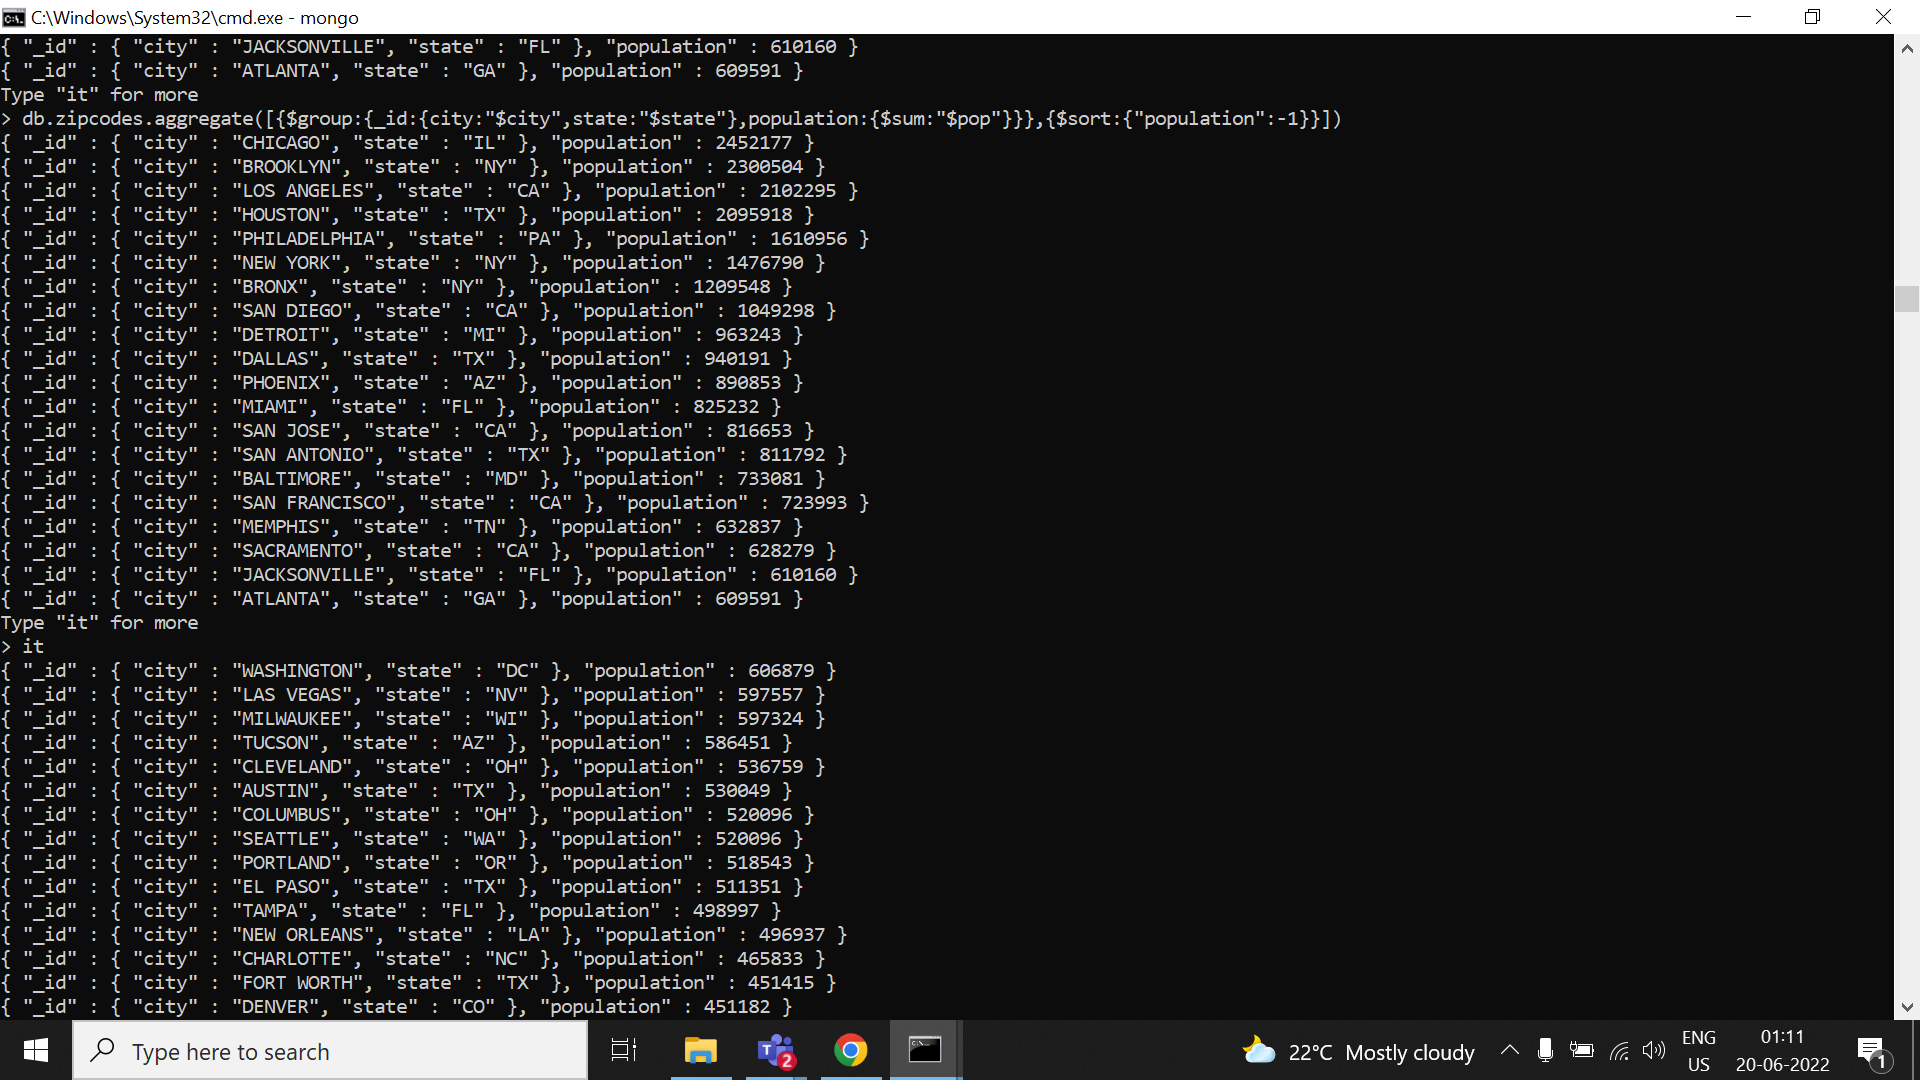 C:\Windows\System32\cmd.exe - mongo
{ "_id" : { "city" : "JACKSONVILLE", "state" : "FL" }, "population" : 610160 }
{ "_id" : { "city" : "ATLANTA", "state" : "GA" }, "population" : 609591 }
Type "it" for more
> db.zipcodes.aggregate([{$group:{_id:{city:"$city",state:"$state"},population:{$sum:"$pop"}}},{$sort:{"population":-1}}])
{ "_id" : { "city" : "CHICAGO", "state" : "IL" }, "population" : 2452177 }
{ "_id" : { "city" : "BROOKLYN", "state" : "NY" }, "population" : 2300504 }
{ "_id" : { "city" : "LOS ANGELES", "state" : "CA" }, "population" : 2102295 }
{ "_id" : { "city" : "HOUSTON", "state" : "TX" }, "population" : 2095918 }
{ "_id" : { "city" : "PHILADELPHIA", "state" : "PA" }, "population" : 1610956 }
{ "_id" : { "city" : "NEW YORK", "state" : "NY" }, "population" : 1476790 }
{ "_id" : { "city" : "BRONX", "state" : "NY" }, "population" : 1209548 }
{ "_id" : { "city" : "SAN DIEGO", "state" : "CA" }, "population" : 1049298 }
{ "_id" : { "city" : "DETROIT", "state" : "MI" }, "population" : 963243 }
{ "_id" : { "city" : "DALLAS", "state" : "TX" }, "population" : 940191 }
{ "_id" : { "city" : "PHOENIX", "state" : "AZ" }, "population" : 890853 }
{ "_id" : { "city" : "MIAMI", "state" : "FL" }, "population" : 825232 }
{ "_id" : { "city" : "SAN JOSE", "state" : "CA" }, "population" : 816653 }
{ "_id" : { "city" : "SAN ANTONIO", "state" : "TX" }, "population" : 811792 }
{ "_id" : { "city" : "BALTIMORE", "state" : "MD" }, "population" : 733081 }
{ "_id" : { "city" : "SAN FRANCISCO", "state" : "CA" }, "population" : 723993 }
{ "_id" : { "city" : "MEMPHIS", "state" : "TN" }, "population" : 632837 }
{ "_id" : { "city" : "SACRAMENTO", "state" : "CA" }, "population" : 628279 }
{ "_id" : { "city" : "JACKSONVILLE", "state" : "FL" }, "population" : 610160 }
{ "_id" : { "city" : "ATLANTA", "state" : "GA" }, "population" : 609591 }
Type "it" for more
> it
{ "_id" : { "city" : "WASHINGTON", "state" : "DC" }, "population" : 606879 }
{ "_id" : { "city" : "LAS VEGAS", "state" : "NV" }, "population" : 597557 }
{ "_id" : { "city" : "MILWAUKEE", "state" : "WI" }, "population" : 597324 }
{ "_id" : { "city" : "TUCSON", "state" : "AZ" }, "population" : 586451 }
{ "_id" : { "city" : "CLEVELAND", "state" : "OH" }, "population" : 536759 }
{ "_id" : { "city" : "AUSTIN", "state" : "TX" }, "population" : 530049 }
{ "_id" : { "city" : "COLUMBUS", "state" : "OH" }, "population" : 520096 }
{ "_id" : { "city" : "SEATTLE", "state" : "WA" }, "population" : 520096 }
{ "_id" : { "city" : "PORTLAND", "state" : "OR" }, "population" : 518543 }
{ "_id" : { "city" : "EL PASO", "state" : "TX" }, "population" : 511351 }
{ "_id" : { "city" : "TAMPA", "state" : "FL" }, "population" : 498997 }
{ "_id" : { "city" : "NEW ORLEANS", "state" : "LA" }, "population" : 496937 }
{ "_id" : { "city" : "CHARLOTTE", "state" : "NC" }, "population" : 465833 }
{ "_id" : { "city" : "FORT WORTH", "state" : "TX" }, "population" : 451415 }
{ "_id" : { "city" : "DENVER", "state" : "CO" }, "population" : 451182 }
Type here to search
2
22°C Mostly cloudy
ENG
US
01:11
20-06-2022
1